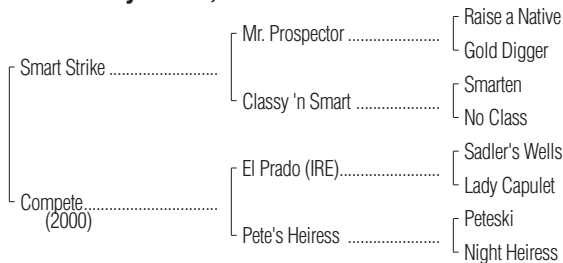 Raise a Native
Mr. Prospector ....................
Gold Digger
Smart Strike ........................
Smarten
Classy 'n Smart ..................
No Class
Sadler's Wells
El Prado (IRE)......................
Lady Capulet
Compete..............................
(2000)
Peteski
Pete's Heiress ....................
Night Heiress